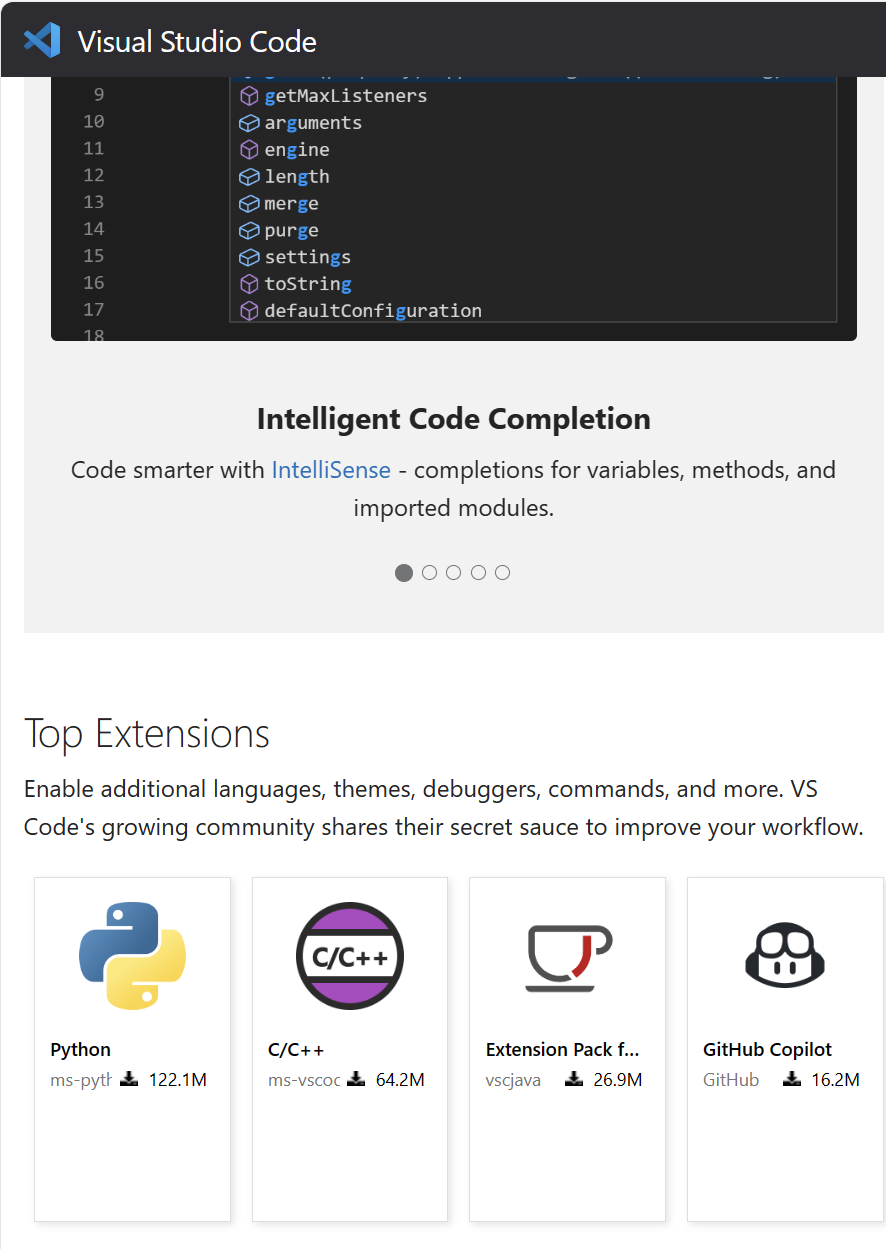 Visual Studio Code
9 getMaxListeners
10 arguments
11 engine
12 length
13 merge
14 purge
15 settings
16 toString
17 defaultConfiguration
18
Intelligent Code Completion
Code smarter with IntelliSense - completions for variables, methods, and
imported modules.
Top Extensions
Enable additional languages, themes, debuggers, commands, and more. VS
Code's growing community shares their secret sauce to improve your workflow.
C/C++
Python C/C++ Extension Pack f... GitHub Copilot
ms-pyth 122.1M ms-vscoc 64.2M vscjava 26.9M GitHub 16.2M